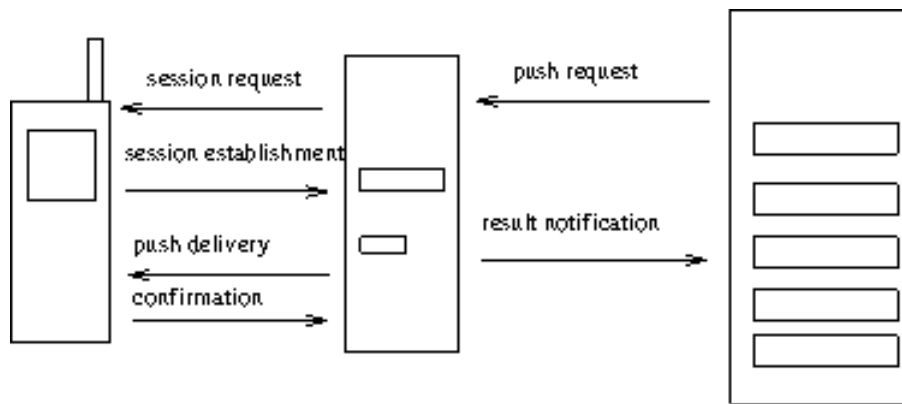 session request
push request
session establishment
result notification
push delivery
confirmation